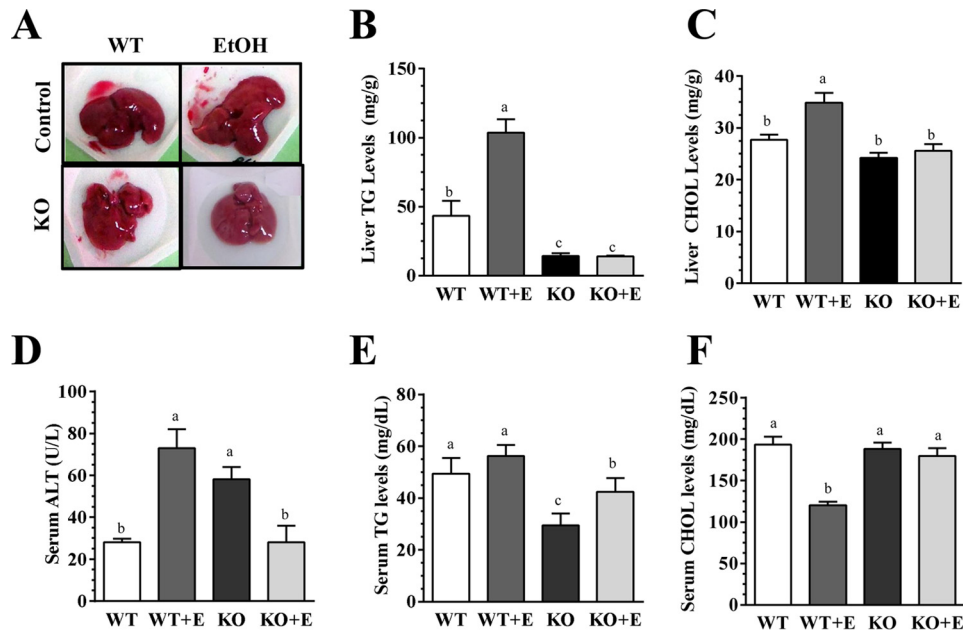 A
WT EtOH
Control
KO
B
Liver TG Levels (mg/g)
150
100
50
0
b
a
c
c
WT WT+E KO KO+E
C
Liver CHOL Levels (mg/g)
40
30
20
10
0
b
a
b
b
WT WT+E KO KO+E
D
Serum ALT (U/L)
100
80
60
40
20
0
b
a
a
b
WT WT+E KO KO+E
E
Serum TG levels (mg/dL)
80
60
40
20
0
a
a
c
b
WT WT+E KO KO+E
F
Serum CHOL levels (mg/dL)
250
200
150
100
50
0
a
b
a
a
WT WT+E KO KO+E